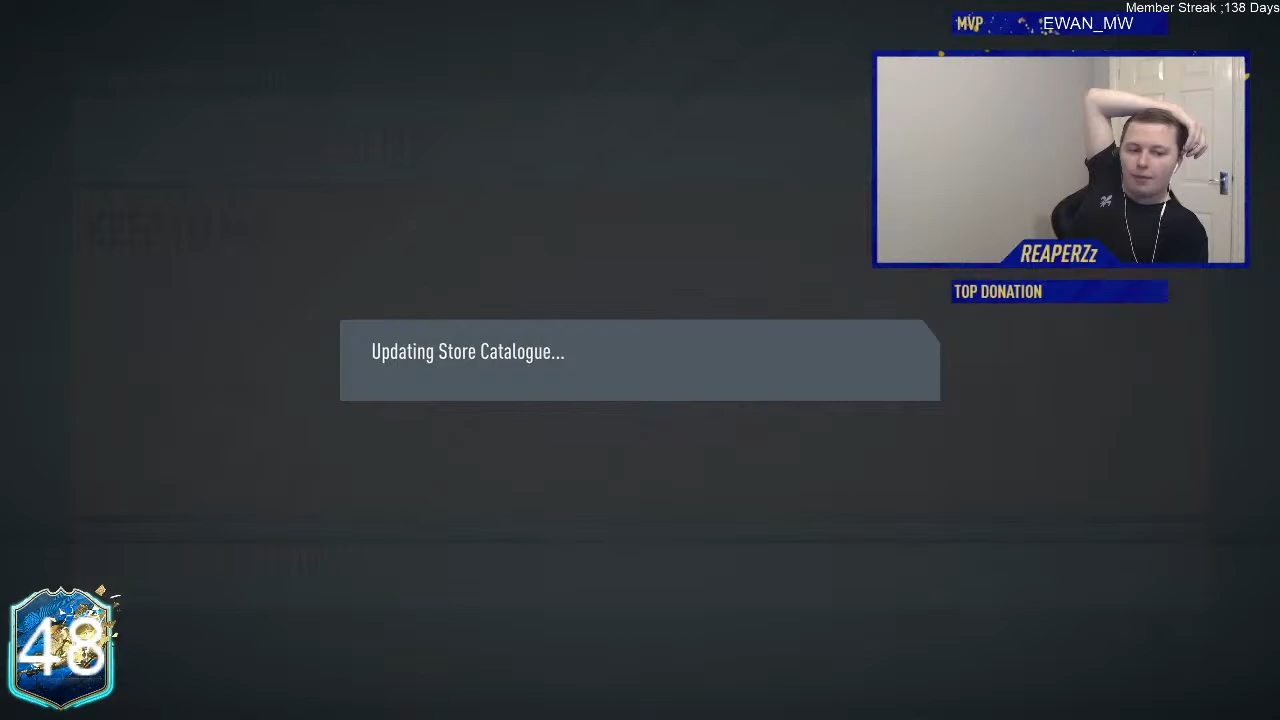 Member Streak ;138 Days
MVP EWAN_MW
REAPERZz
TOP DONATION
Updating Store Catalogue...
48